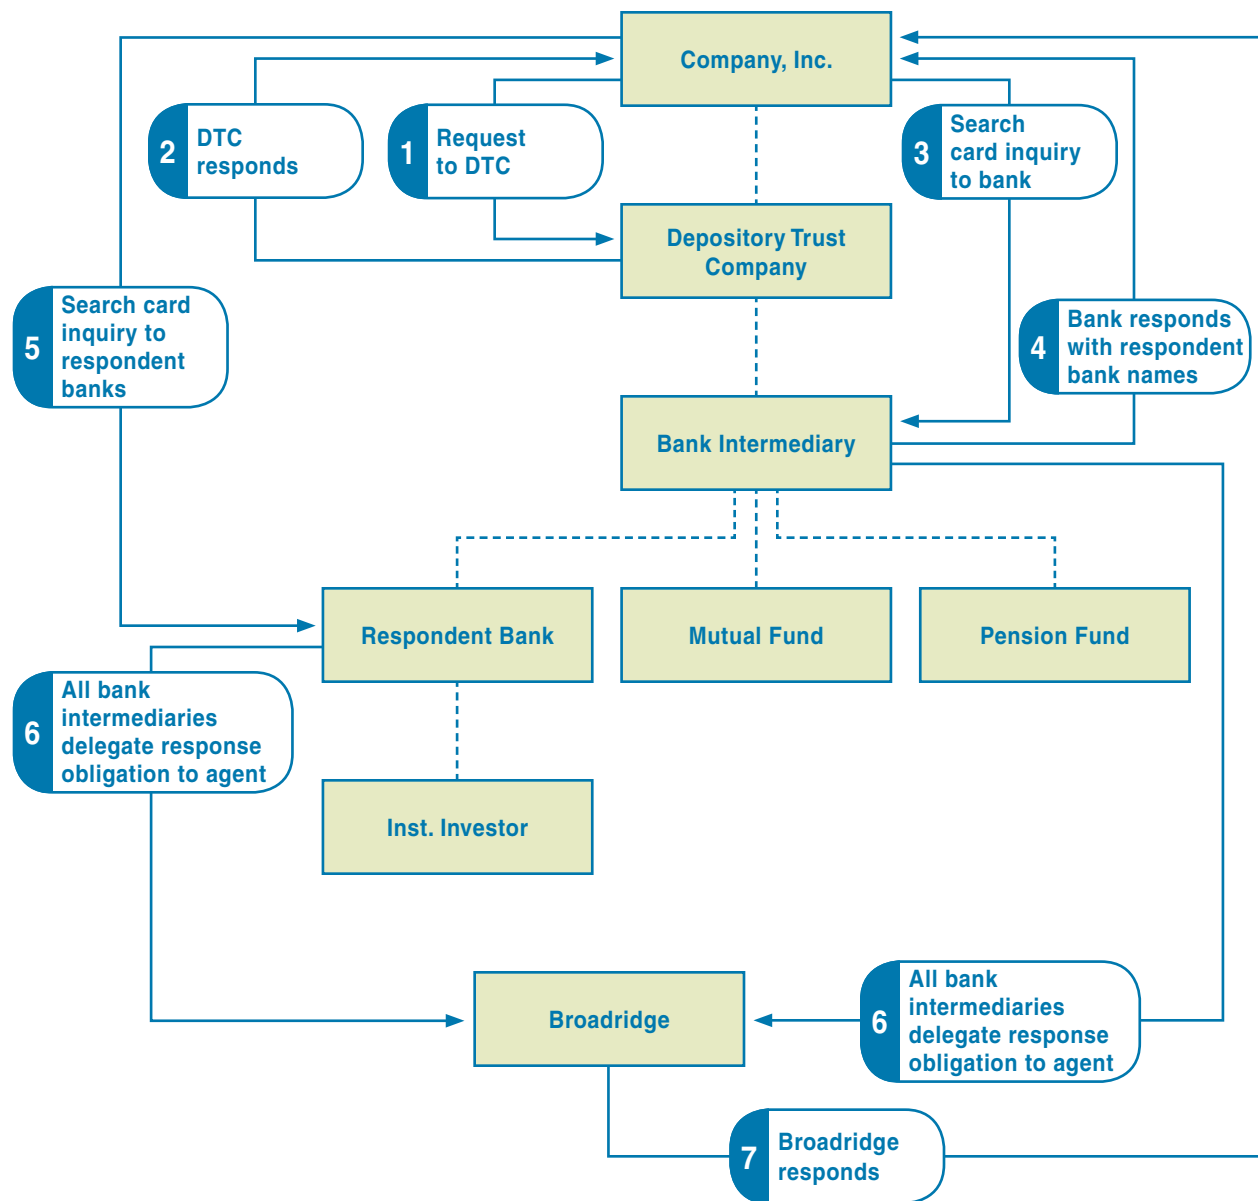 Company, Inc.
2
DTC
responds
1
Request
to DTC
3
Search
card inquiry
to bank
Depository Trust
Company
5
Search card
inquiry to
respondent
banks
4
Bank responds
with respondent
bank names
Bank Intermediary
Respondent Bank
Mutual Fund
Pension Fund
6
All bank
intermediaries
delegate response
obligation to agent
Inst. Investor
Broadridge
6
All bank
intermediaries
delegate response
obligation to agent
7
Broadridge
responds